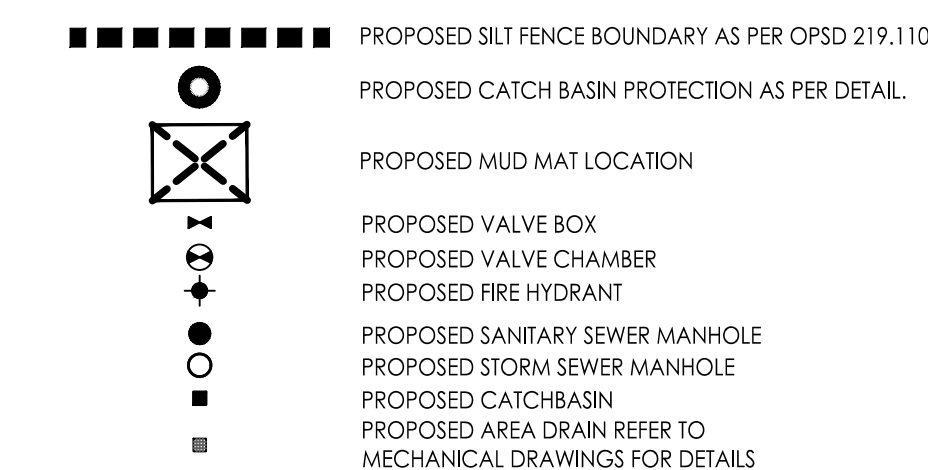 PROPOSED SILT FENCE BOUNDARY AS PER OPSD 219.110
PROPOSED CATCH BASIN PROTECTION AS PER DETAIL.
PROPOSED MUD MAT LOCATION
PROPOSED VALVE BOX
PROPOSED VALVE CHAMBER
PROPOSED FIRE HYDRANT
PROPOSED SANITARY SEWER MANHOLE
PROPOSED STORM SEWER MANHOLE
PROPOSED CATCHBASIN
PROPOSED AREA DRAIN REFER TO
MECHANICAL DRAWINGS FOR DETAILS